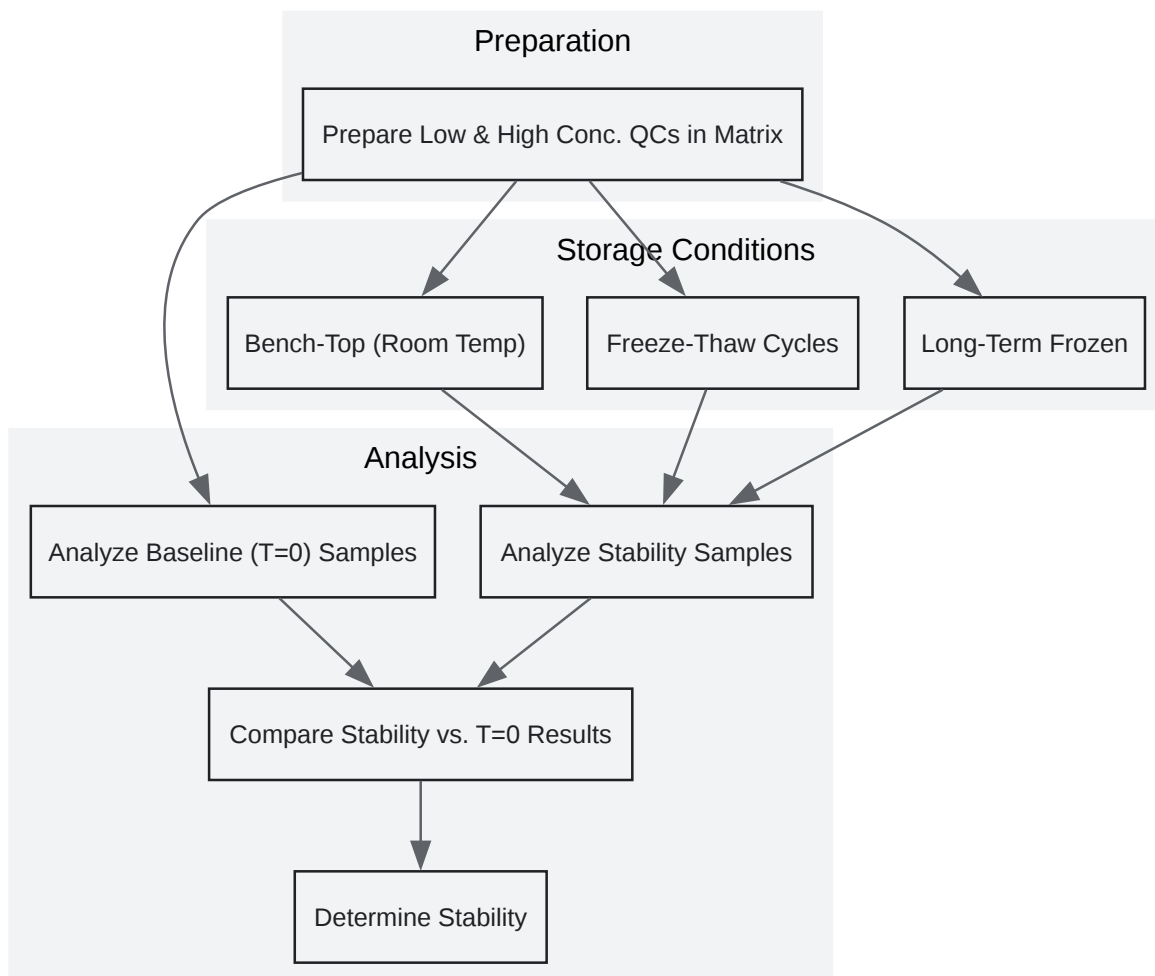 Preparation
Prepare Low & High Conc. QCs in Matrix
Storage Conditions
Bench-Top (Room Temp)
Freeze-Thaw Cycles
Long-Term Frozen
Analysis
Analyze Baseline (T=0) Samples
Analyze Stability Samples
Compare Stability vs. T=0 Results
Determine Stability